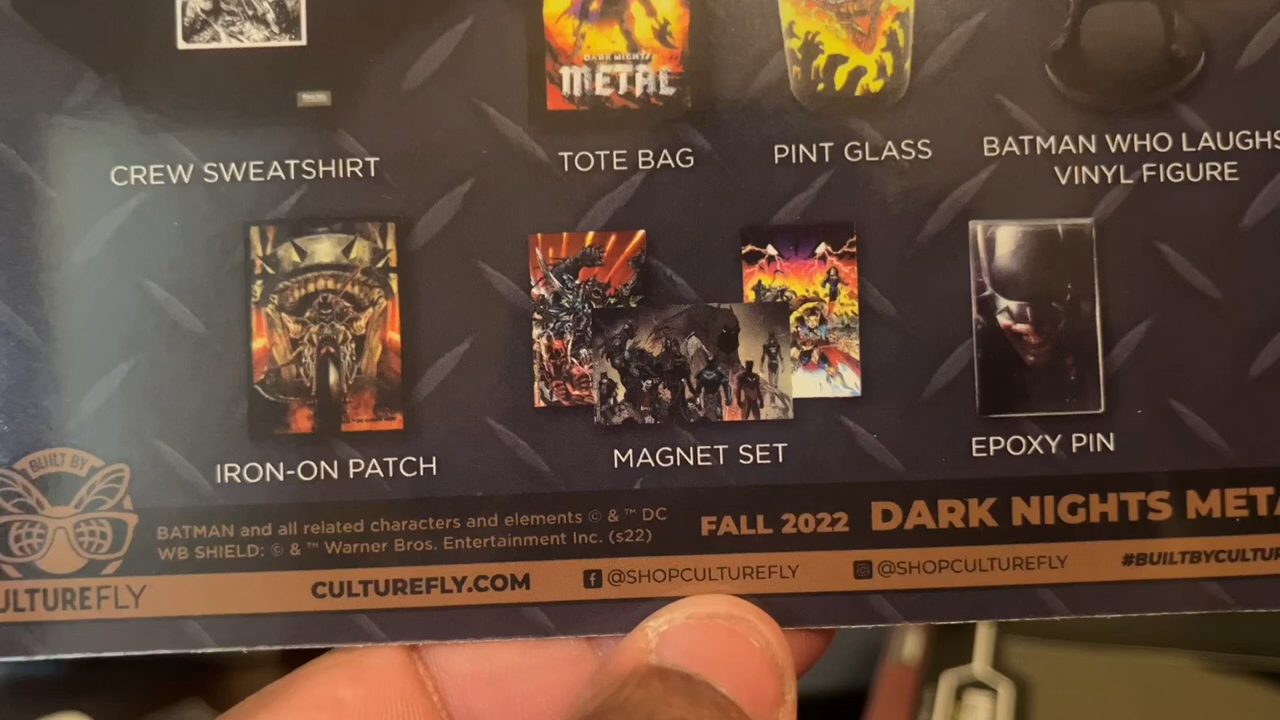 DARK NIGHTS
METAL
CREW SWEATSHIRT
TOTE BAG
PINT GLASS
BATMAN WHO LAUGHS
VINYL FIGURE
IRON-ON PATCH
MAGNET SET
EPOXY PIN
BUILT BY
ULTUREFLY
BATMAN and all related characters and elements © & ™ DC
WB SHIELD: © & ™ Warner Bros. Entertainment Inc. (s22)
FALL 2022
DARK NIGHTS META
CULTUREFLY.COM
@SHOPCULTUREFLY
@SHOPCULTUREFLY
#BUILTBYCULTUR